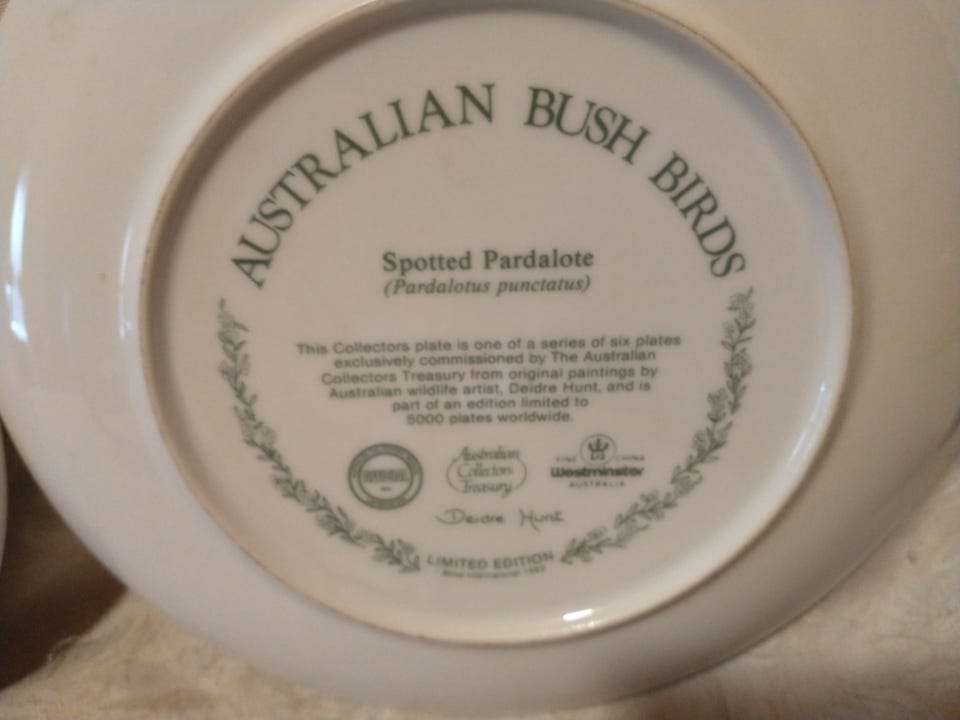 AUSTRALIAN BUSH BIRDS
Spotted Pardalote
(Pardalotus punctatus)
This Collectors plate is one of a series of six plates
exclusively commissioned by The Australian
Collectors Treasury from original paintings by
Australian wildlife artist, Deidre Hunt, and is
part of an edition limited to
5000 plates worldwide.
Australian
Collectors
Treasury
FINE CHINA
Westminster
AUSTRALIA
Deidre Hunt
LIMITED EDITION